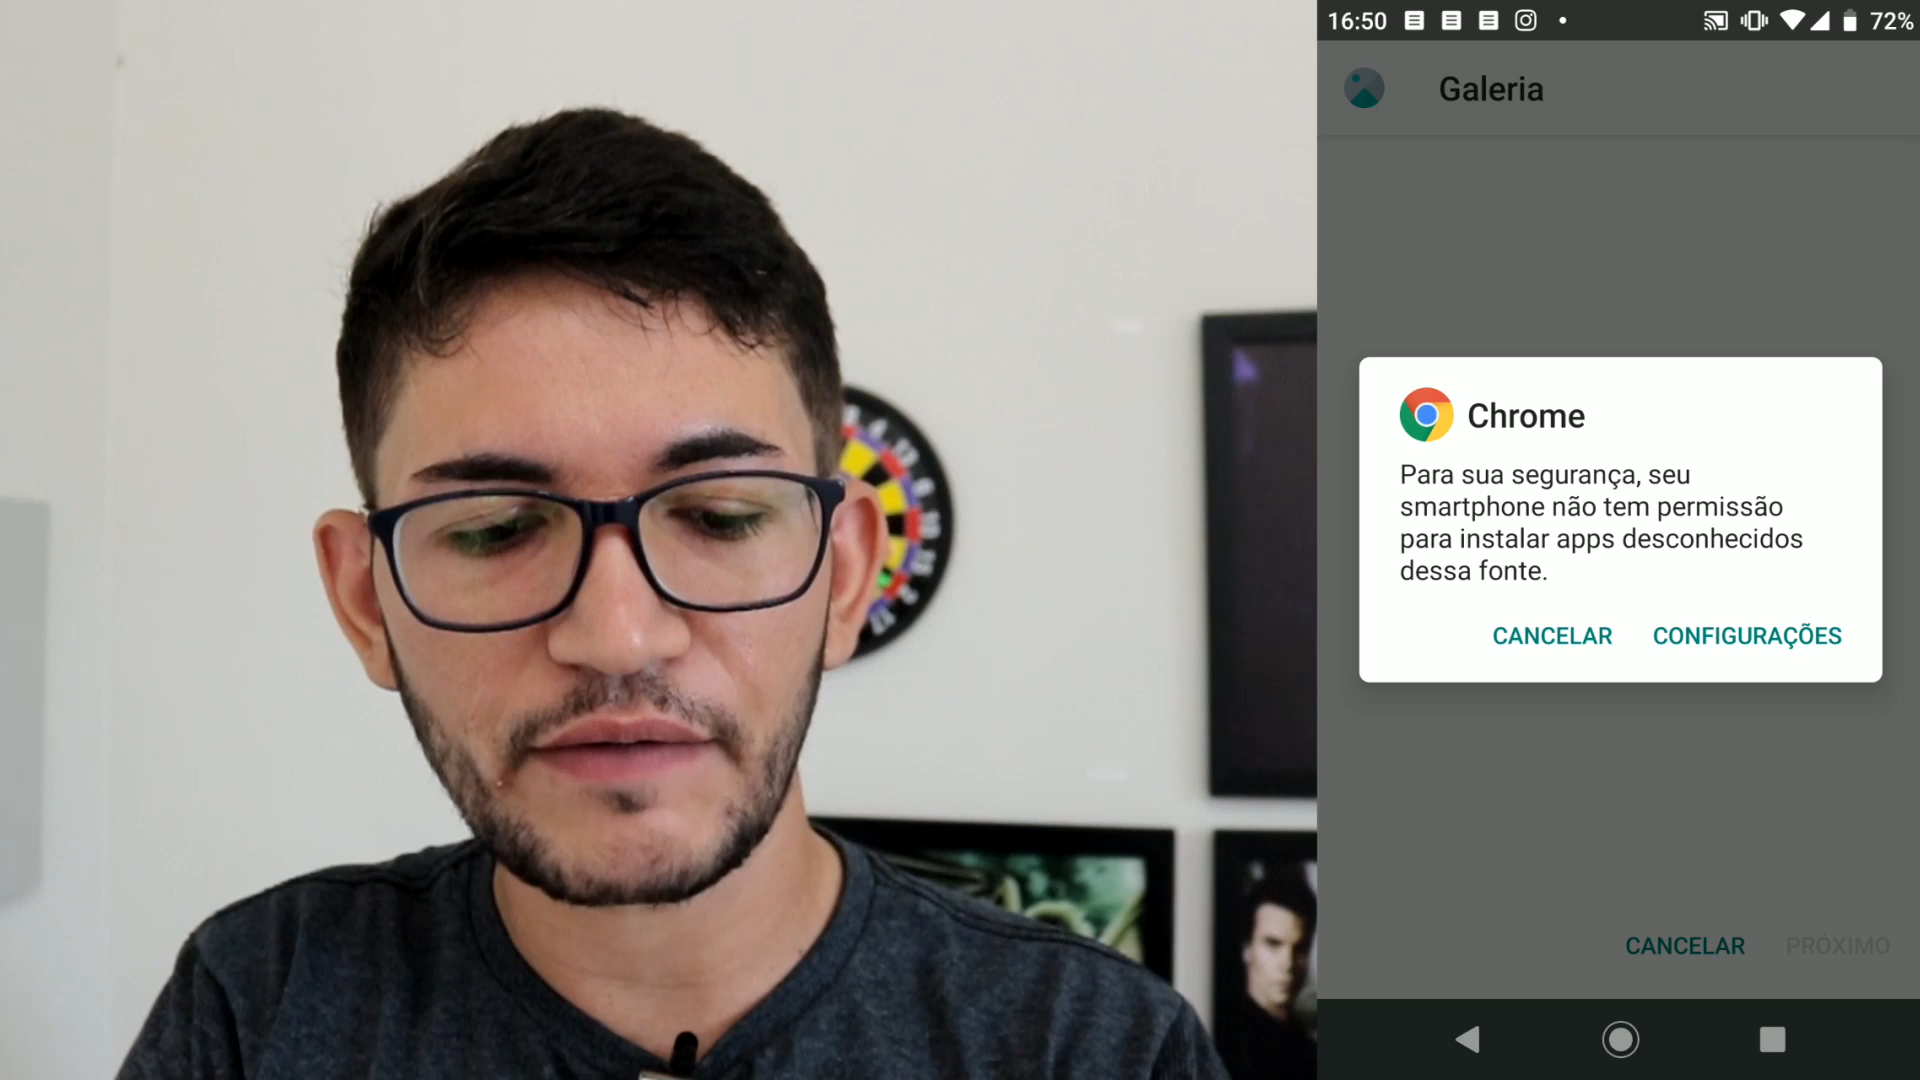 16:50
72%
Galeria
Chrome
Para sua segurança, seu
smartphone não tem permissão
para instalar apps desconhecidos
dessa fonte.
CANCELAR CONFIGURAÇÕES
CANCELAR PRÓXIMO